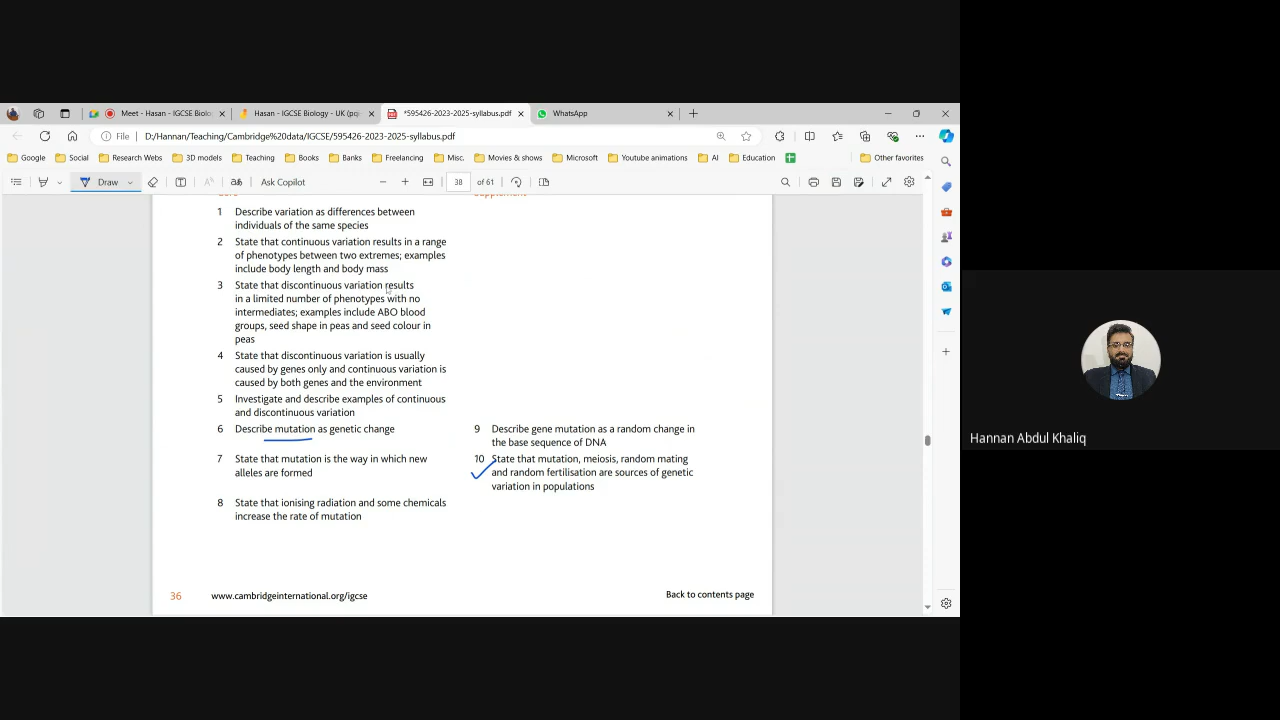 Meet - Hasan - IGCSE Biolo
Hasan - IGCSE Biology - UK (pqi
*595426-2023-2025-syllabus.pdf
WhatsApp
File
D:/Hannan/Teaching/Cambridge%20data/IGCSE/595426-2023-2025-syllabus.pdf
Google
Social
Research Webs
3D models
Teaching
Books
Banks
Freelancing
Misc.
Movies & shows
Microsoft
Youtube animations
AI
Education
Other favorites
Draw
Ask Copilot
38 of 61
Supplement
1 Describe variation as differences between
individuals of the same species
2 State that continuous variation results in a range
of phenotypes between two extremes; examples
include body length and body mass
3 State that discontinuous variation results
in a limited number of phenotypes with no
intermediates; examples include ABO blood
groups, seed shape in peas and seed colour in
peas
4 State that discontinuous variation is usually
caused by genes only and continuous variation is
caused by both genes and the environment
5 Investigate and describe examples of continuous
and discontinuous variation
6 Describe mutation as genetic change
7 State that mutation is the way in which new
alleles are formed
8 State that ionising radiation and some chemicals
increase the rate of mutation
9 Describe gene mutation as a random change in
the base sequence of DNA
10 State that mutation, meiosis, random mating
and random fertilisation are sources of genetic
variation in populations
36
www.cambridgeinternational.org/igcse
Back to contents page
Hannan Abdul Khaliq